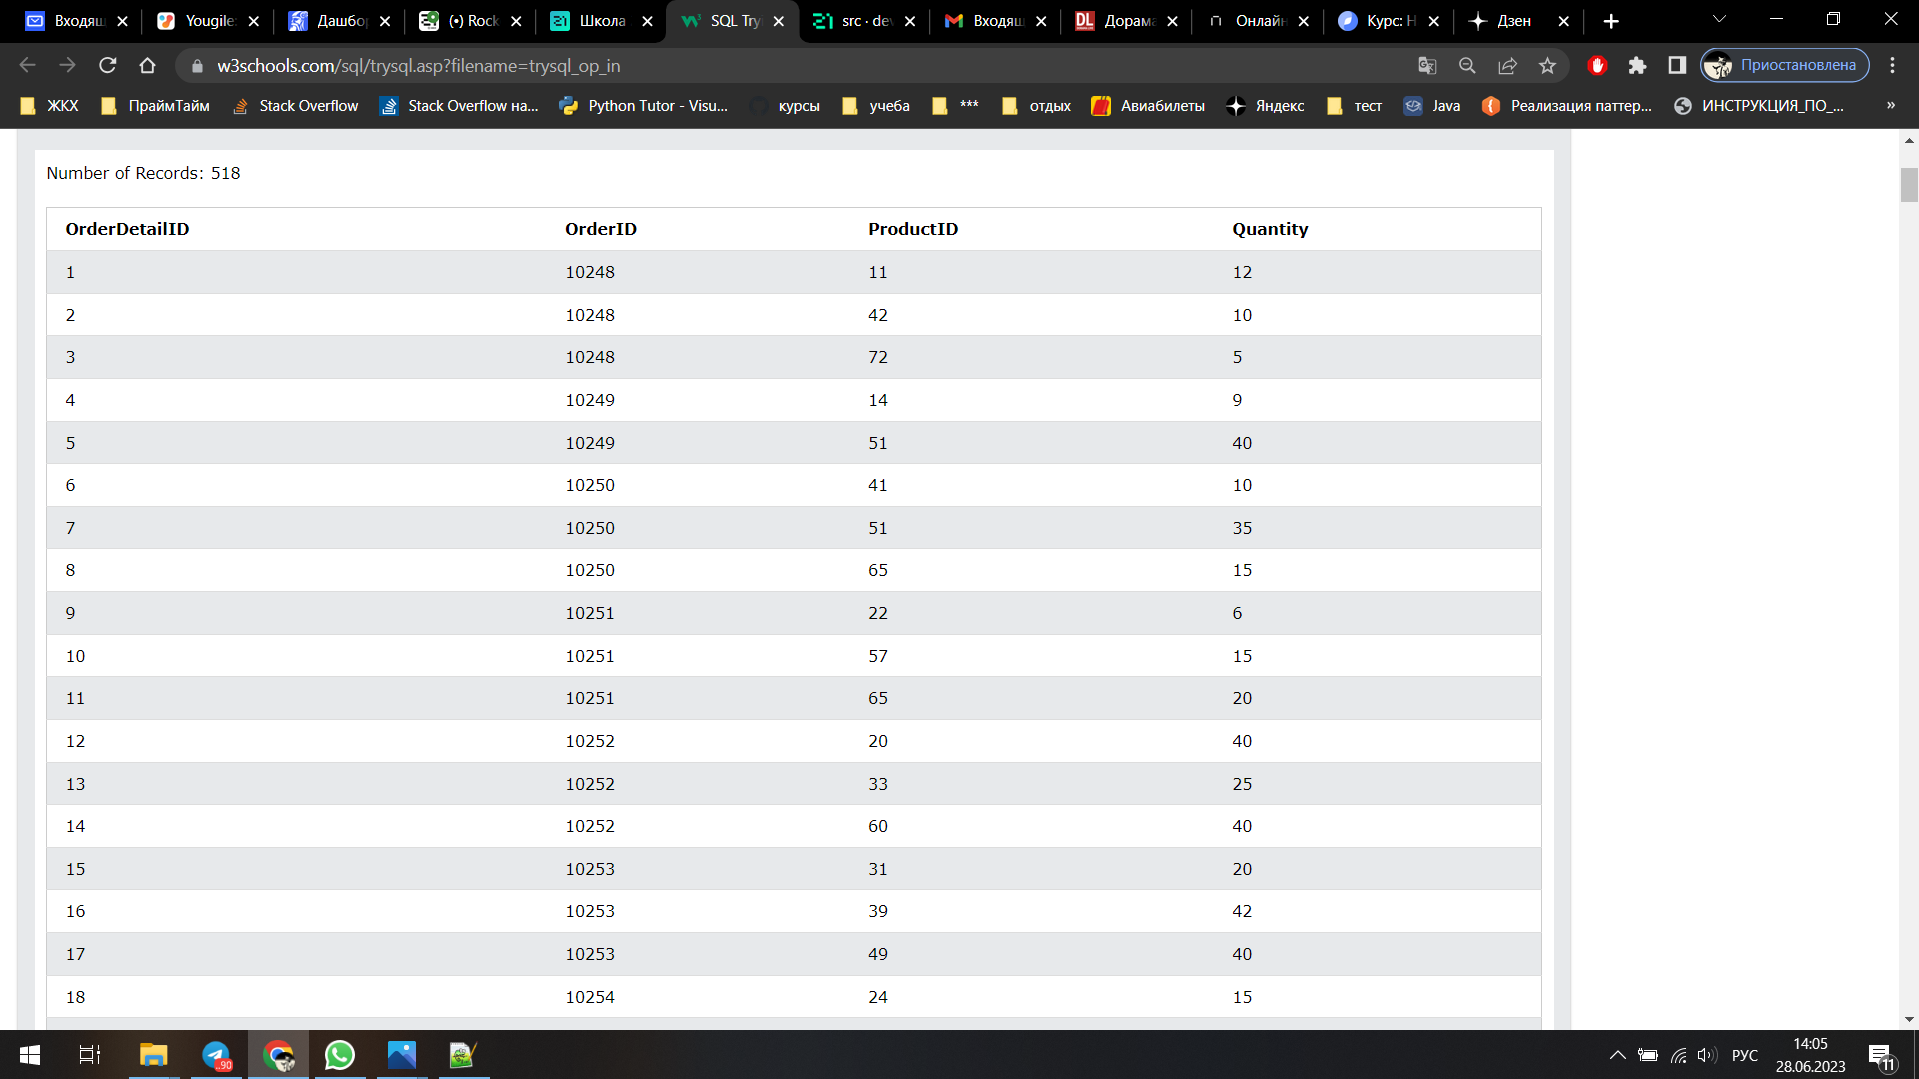 Входящ Yougile Дашбор (•) Rock Школа SQL Try src · dev Входящ Дорама Онлайн Курс: Н Дзен
w3schools.com/sql/trysql.asp?filename=trysql_op_in Приостановлена
ЖКХ ПраймТайм Stack Overflow Stack Overflow на... Python Tutor - Visu... курсы учеба *** отдых Авиабилеты Яндекс тест Java Реализация паттер... ИНСТРУКЦИЯ_ПО_... »
Number of Records: 518
OrderDetailID OrderID ProductID Quantity
1 10248 11 12
2 10248 42 10
3 10248 72 5
4 10249 14 9
5 10249 51 40
6 10250 41 10
7 10250 51 35
8 10250 65 15
9 10251 22 6
10 10251 57 15
11 10251 65 20
12 10252 20 40
13 10252 33 25
14 10252 60 40
15 10253 31 20
16 10253 39 42
17 10253 49 40
18 10254 24 15
..90 РУС 14:05
28.06.2023 11